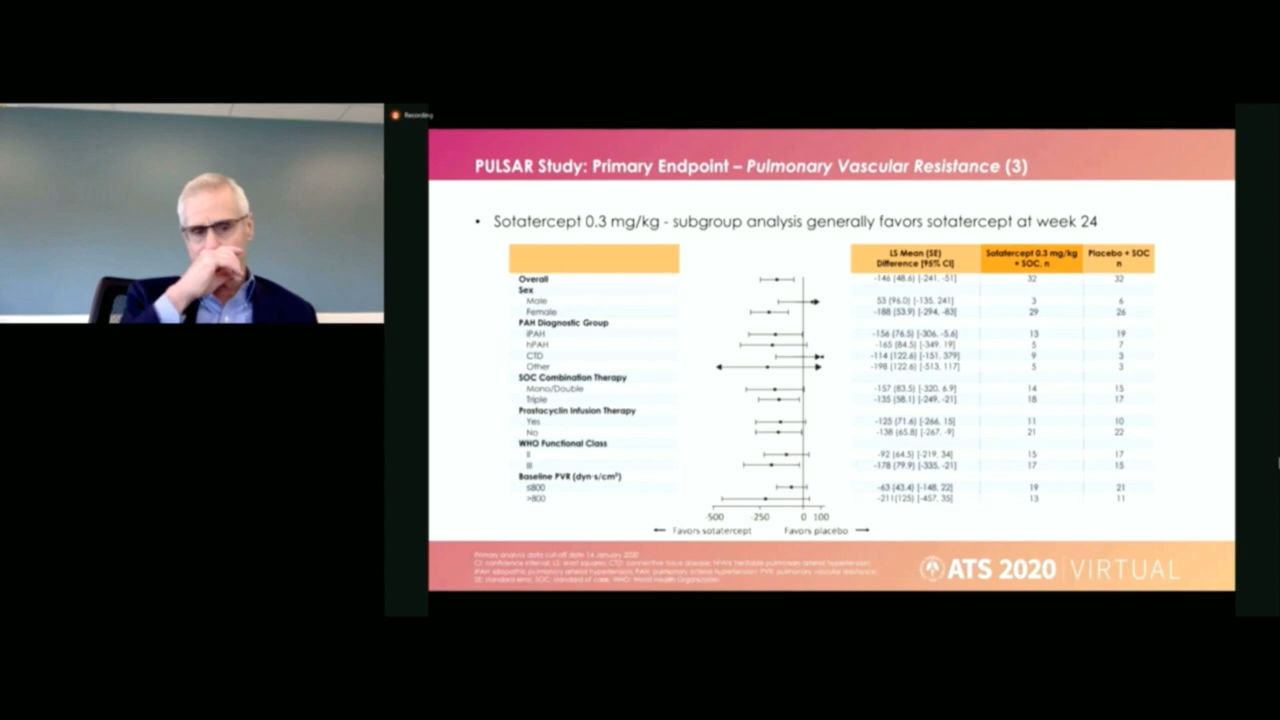 Recording
PULSAR Study: Primary Endpoint – Pulmonary Vascular Resistance (3)
• Sotatercept 0.3 mg/kg - subgroup analysis generally favors sotatercept at week 24
LS Mean (SE) Difference [95% CI] Sotatercept 0.3 mg/kg + SOC, n Placebo + SOC n
Overall -146 (48.6) [-241, -51] 32 32
Sex
Male 53 (96.0) [-135, 241] 3 6
Female -188 (53.9) [-294, -83] 29 26
PAH Diagnostic Group
iPAH -156 (76.5) [-306, -5.6] 13 19
hPAH -165 (84.5) [-349, 19] 5 7
CTD -114 (122.6) [-151, 379] 9 3
Other -198 (122.6) [-513, 117] 5 3
SOC Combination Therapy
Mono/Double -157 (83.5) [-320, 6.9] 14 15
Triple -135 (58.1) [-249, -21] 18 17
Prostacyclin Infusion Therapy
Yes -125 (71.6) [-266, 15] 11 10
No -138 (65.8) [-267, -9] 21 22
WHO Functional Class
II -92 (64.5) [-219, 34] 15 17
III -178 (79.9) [-335, -21] 17 15
Baseline PVR (dyn·s/cm⁵)
≤800 -63 (43.4) [-148, 22] 19 21
>800 -211(125) [-457, 35] 13 11
-500 -250 0 100
Favors sotatercept Favors placebo
Primary analysis data cut-off date 14 January 2020
CI: confidence interval; LS: least squares; CTD: connective tissue disease; hPAH: heritable pulmonary arterial hypertension;
iPAH: idiopathic pulmonary arterial hypertension; PAH: pulmonary arterial hypertension; PVR: pulmonary vascular resistance;
SE: standard error; SOC: standard of care; WHO: World Health Organization
ATS 2020 | VIRTUAL